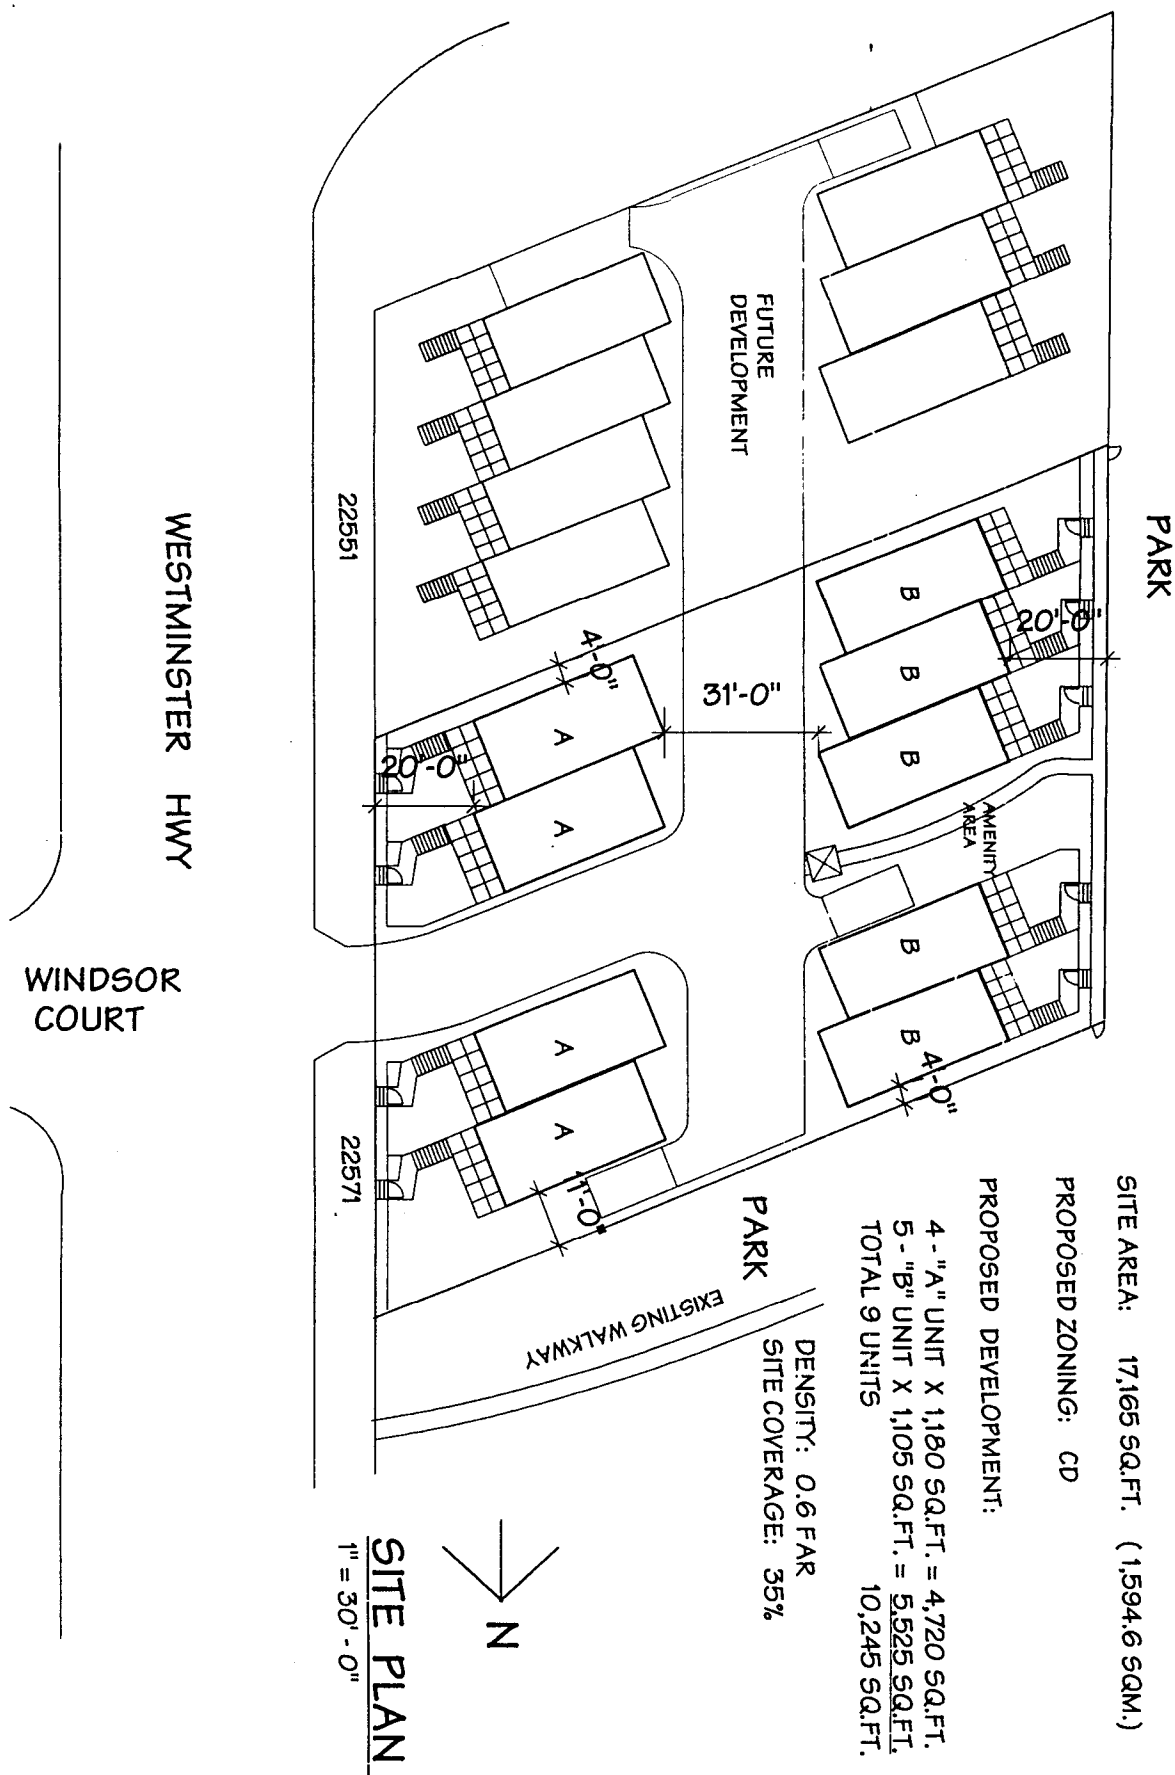 PARK
FUTURE
DEVELOPMENT
22551
WESTMINSTER HWY
B
B
B
20'-0"
4'-0"
31'-0"
A
A
20'-0"
AMENITY
AREA
WINDSOR
COURT
B
B
4'-0"
A
A
22571
11'-0"
PARK
EXISTING WALKWAY
SITE AREA: 17,165 SQ.FT. (1,594.6 SQM.)
PROPOSED ZONING: CD
PROPOSED DEVELOPMENT:
4 - "A" UNIT X 1,180 SQ.FT. = 4,720 SQ.FT.
5 - "B" UNIT X 1,105 SQ.FT. = 5,525 SQ.FT.
TOTAL 9 UNITS 10,245 SQ.FT.
DENSITY: 0.6 FAR
SITE COVERAGE: 35%
N
SITE PLAN
1" = 30'-0"